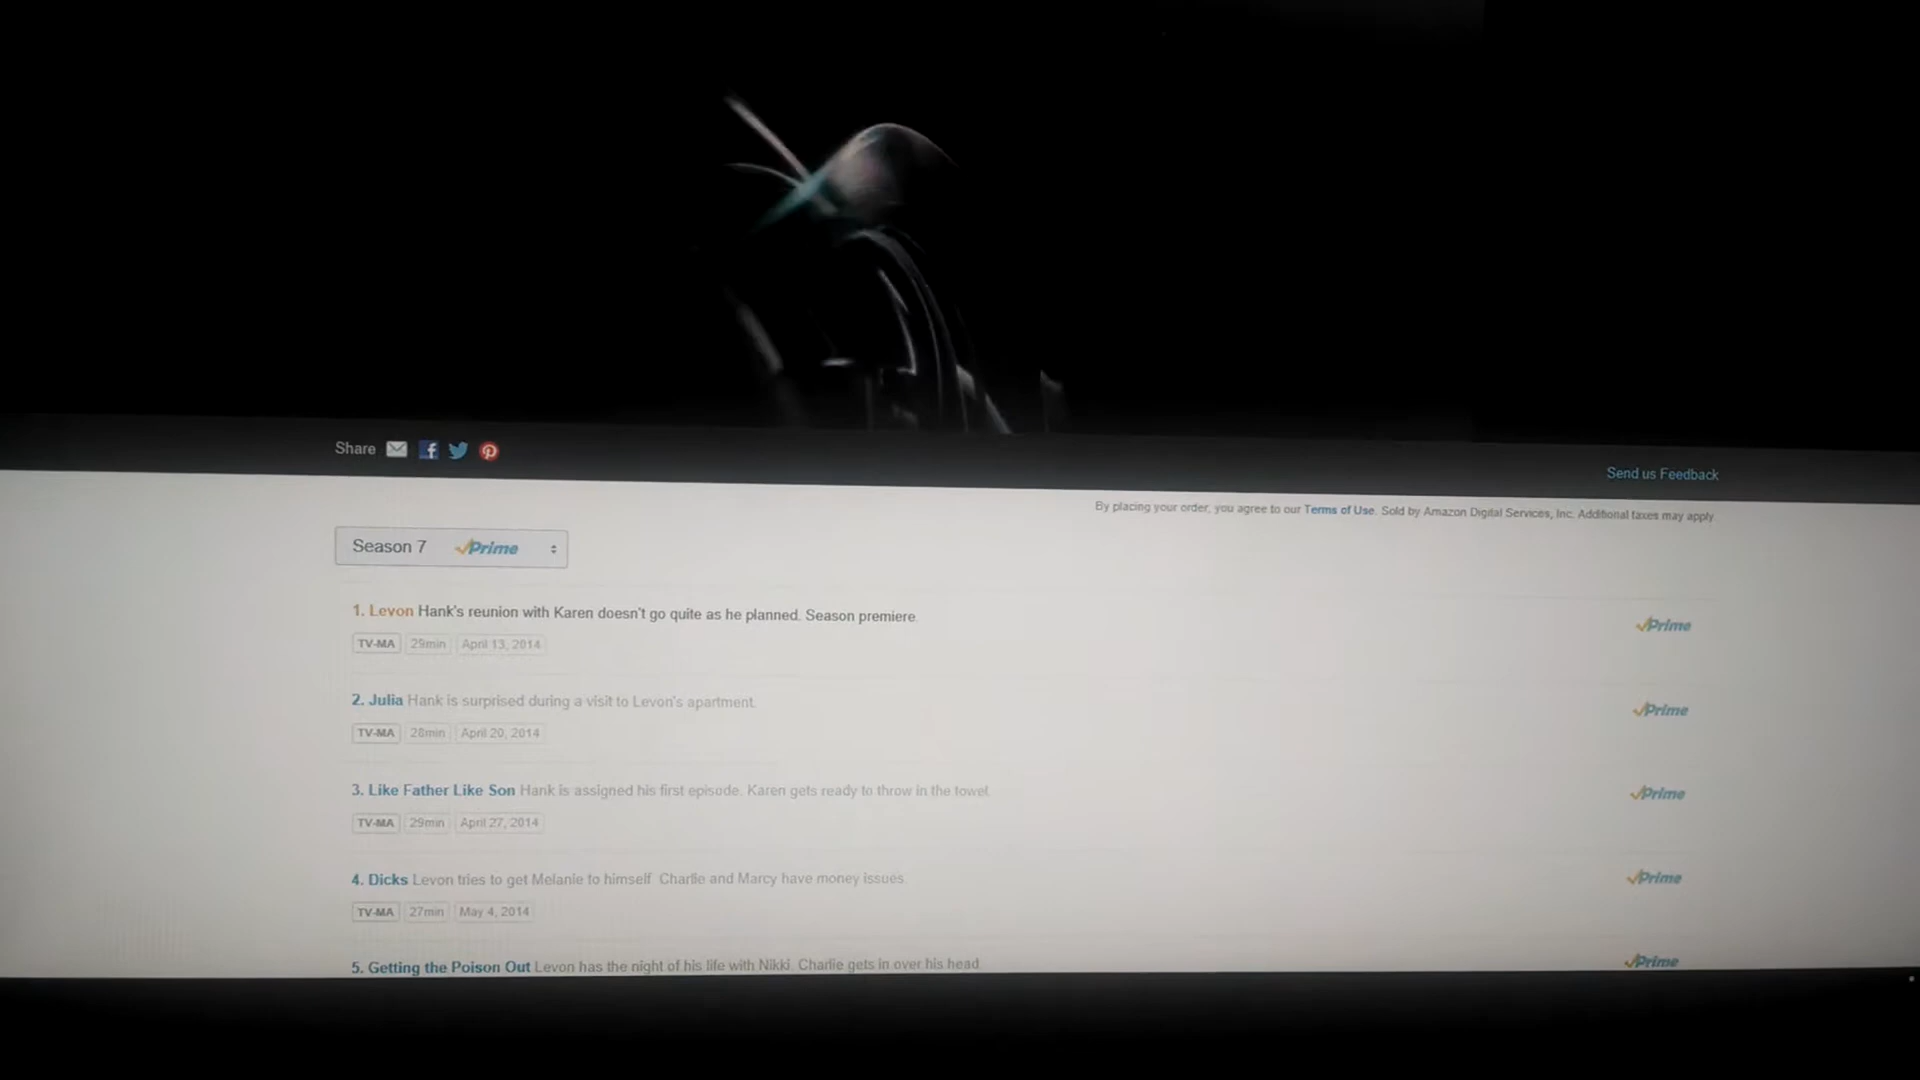 Share
Send us Feedback
By placing your order, you agree to our Terms of Use. Sold by Amazon Digital Services, Inc. Additional taxes may apply.
Season 7 Prime
1. Levon Hank's reunion with Karen doesn't go quite as he planned. Season premiere.
Prime
TV-MA 29min April 13, 2014
2. Julia Hank is surprised during a visit to Levon's apartment.
Prime
TV-MA 28min April 20, 2014
3. Like Father Like Son Hank is assigned his first episode. Karen gets ready to throw in the towel.
Prime
TV-MA 29min April 27, 2014
4. Dicks Levon tries to get Melanie to himself. Charlie and Marcy have money issues.
Prime
TV-MA 27min May 4, 2014
5. Getting the Poison Out Levon has the night of his life with Nikki. Charlie gets in over his head.
Prime